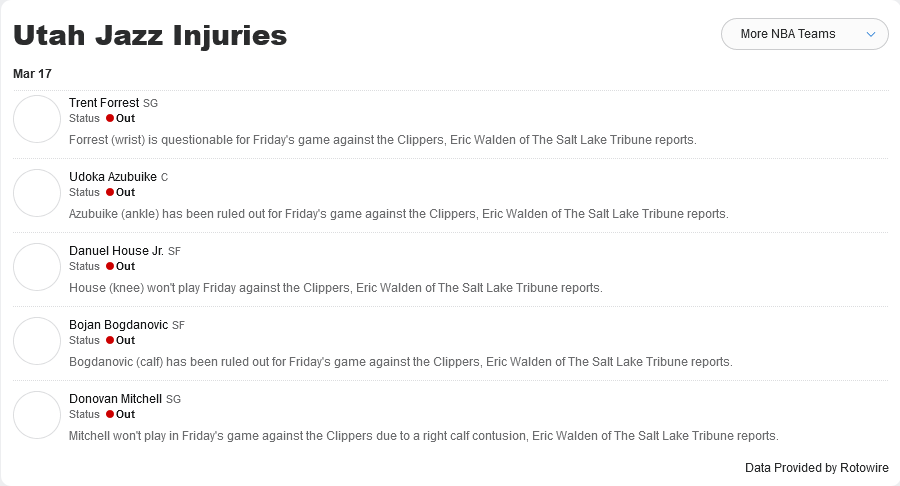 Utah Jazz Injuries
More NBA Teams
Mar 17
Trent Forrest SG
Status Out
Forrest (wrist) is questionable for Friday's game against the Clippers, Eric Walden of The Salt Lake Tribune reports.
Udoka Azubuike C
Status Out
Azubuike (ankle) has been ruled out for Friday's game against the Clippers, Eric Walden of The Salt Lake Tribune reports.
Danuel House Jr. SF
Status Out
House (knee) won't play Friday against the Clippers, Eric Walden of The Salt Lake Tribune reports.
Bojan Bogdanovic SF
Status Out
Bogdanovic (calf) has been ruled out for Friday's game against the Clippers, Eric Walden of The Salt Lake Tribune reports.
Donovan Mitchell SG
Status Out
Mitchell won't play in Friday's game against the Clippers due to a right calf contusion, Eric Walden of The Salt Lake Tribune reports.
Data Provided by Rotowire